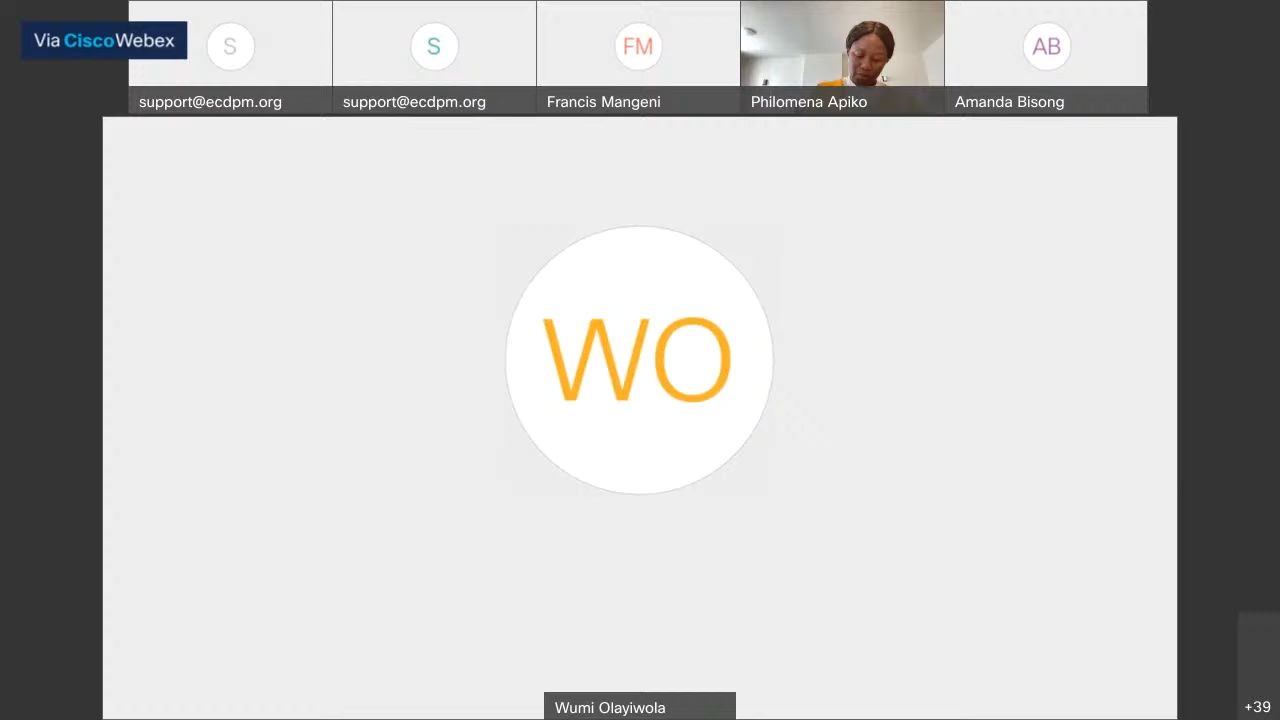 Via CiscoWebex
S
S
FM
AB
support@ecdpm.org
support@ecdpm.org
Francis Mangeni
Philomena Apiko
Amanda Bisong
WO
Wumi Olayiwola
+39